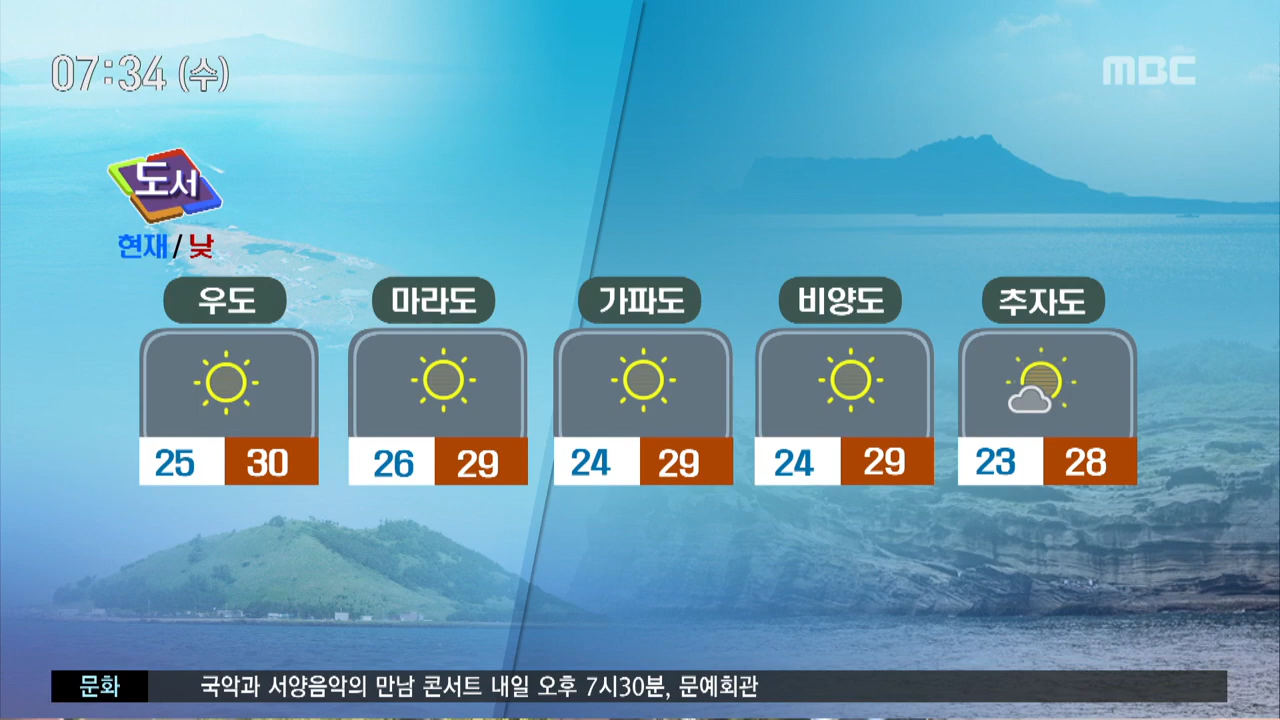 07:34 (수)
MBC
도서
현재/낮
우도
마라도
가파도
비양도
추자도
25 30
26 29
24 29
24 29
23 28
문화 국악과 서양음악의 만남 콘서트 내일 오후 7시30분, 문예회관